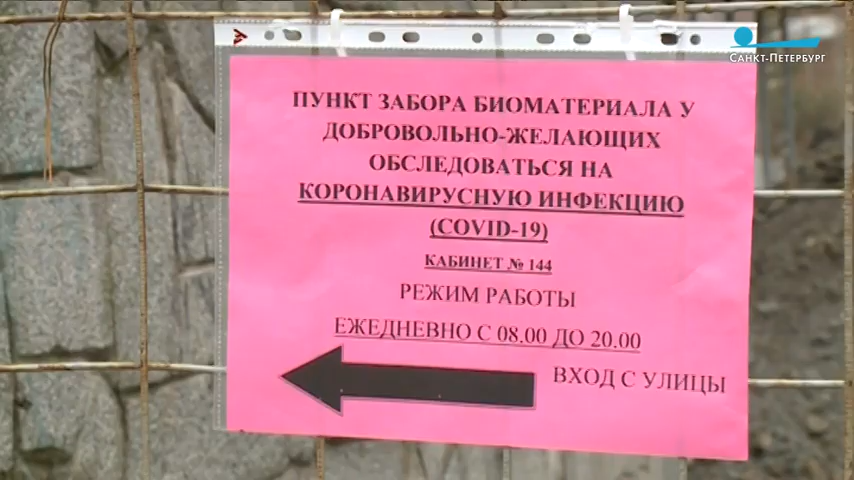 САНКТ-ПЕТЕРБУРГ
ПУНКТ ЗАБОРА БИОМАТЕРИАЛА У
ДОБРОВОЛЬНО-ЖЕЛАЮЩИХ
ОБСЛЕДОВАТЬСЯ НА
КОРОНАВИРУСНУЮ ИНФЕКЦИЮ
(COVID-19)
КАБИНЕТ № 144
РЕЖИМ РАБОТЫ
ЕЖЕДНЕВНО С 08.00 ДО 20.00
ВХОД С УЛИЦЫ